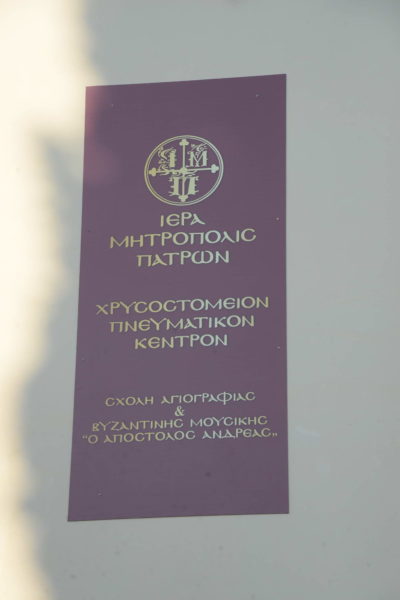 Ι Μ
Π
ΙΕΡΑ
ΜΗΤΡΟΠΟΛΙΣ
ΠΑΤΡΩΝ
ΧΡΥΣΟΣΤΟΜΕΙΟΝ
ΠΝΕΥΜΑΤΙΚΟΝ
ΚΕΝΤΡΟΝ
ΣΧΟΛΗ ΑΓΙΟΓΡΑΦΙΑΣ
&
ΒΥΖΑΝΤΙΝΗΣ ΜΟΥΣΙΚΗΣ
“Ο ΑΠΟΣΤΟΛΟΣ ΑΝΔΡΕΑΣ„